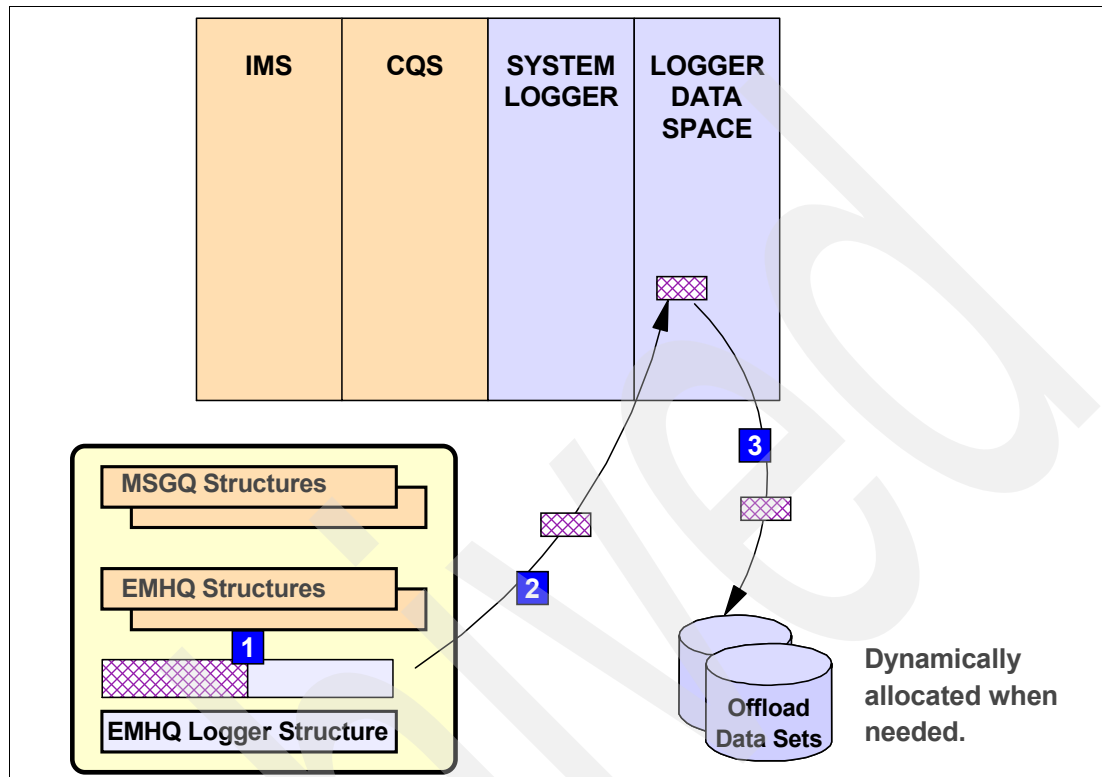 IMS
CQS
SYSTEM
LOGGER
LOGGER
DATA
SPACE
3
MSGQ Structures
2
EMHQ Structures
1
EMHQ Logger Structure
Offload
Data Sets
Dynamically
allocated when
needed.